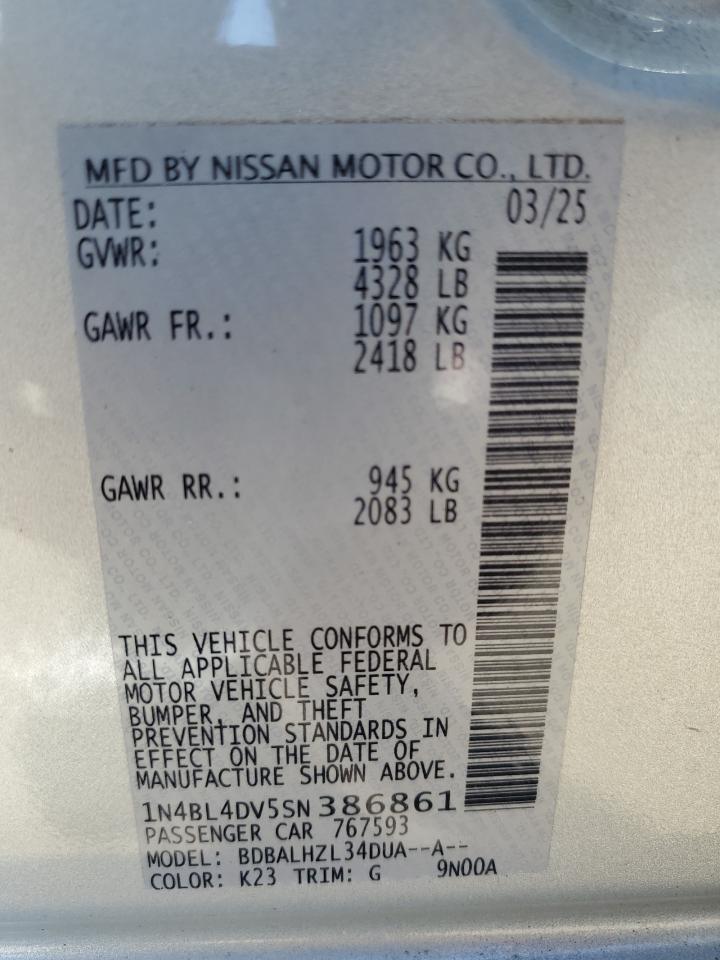 MFD BY NISSAN MOTOR CO., LTD.
DATE: 03/25
GVWR: 1963 KG
4328 LB
GAWR FR.: 1097 KG
2418 LB
GAWR RR.: 945 KG
2083 LB
THIS VEHICLE CONFORMS TO
ALL APPLICABLE FEDERAL
MOTOR VEHICLE SAFETY,
BUMPER, AND THEFT
PREVENTION STANDARDS IN
EFFECT ON THE DATE OF
MANUFACTURE SHOWN ABOVE.
1N4BL4DV5SN386861
PASSENGER CAR 767593
MODEL: BDBALHZL34DUA--A--
COLOR: K23 TRIM: G 9N00A